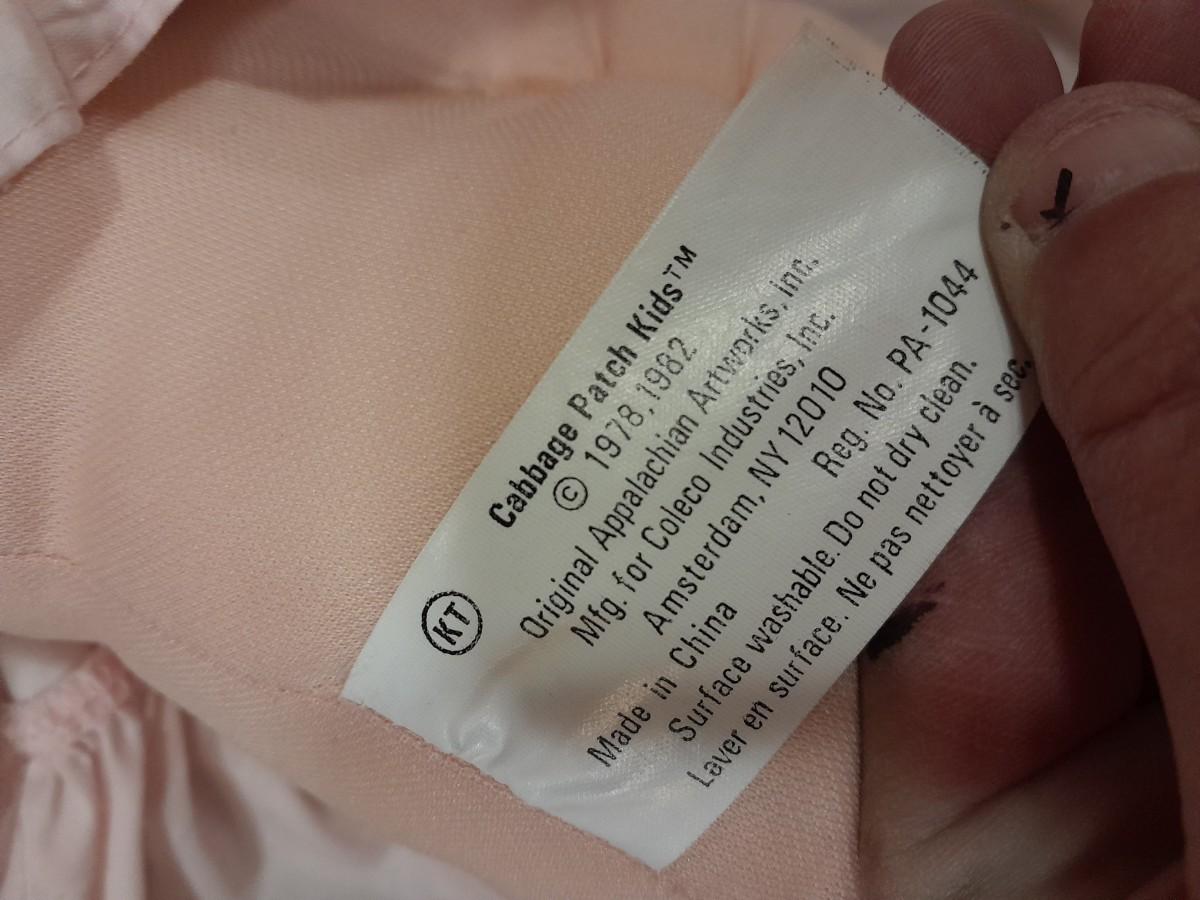 KT
Cabbage Patch Kids™
© 1978, 1982
Original Appalachian Artworks, Inc.
Mfg. for Coleco Industries, Inc.
Amsterdam, NY 12010
Reg. No. PA-1044
Made in China
Surface washable. Do not dry clean.
Laver en surface. Ne pas nettoyer à sec.